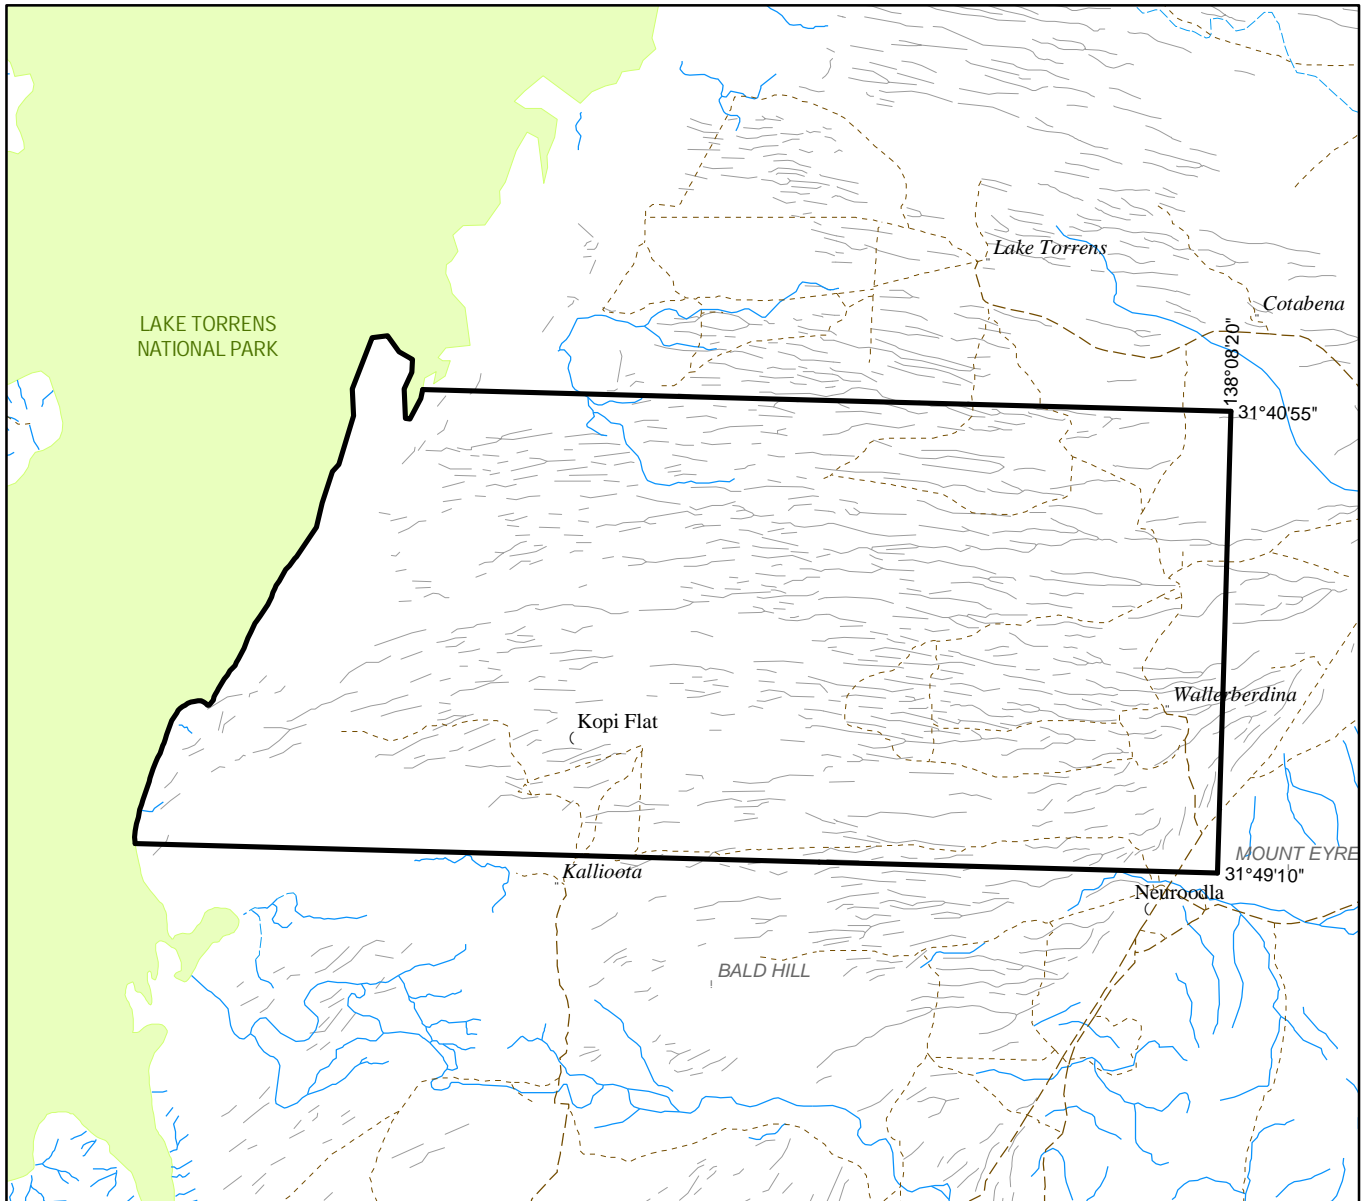 Lake Torrens
Cotabena
LAKE TORRENS
NATIONAL PARK
138°08'20"
31°40'55"
Wallerberdina
Kopi Flat
MOUNT EYRE
Kallioota
31°49'10"
Neuroodla
BALD HILL